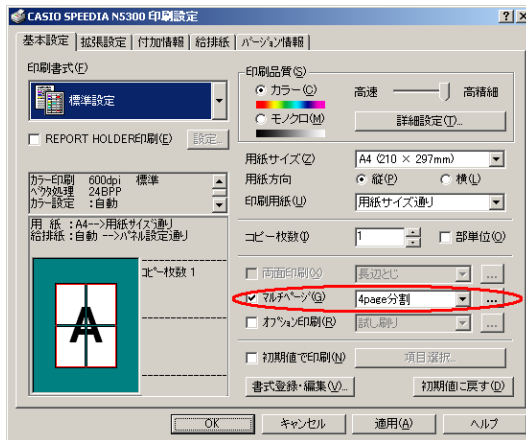 CASIO SPEEDIA N5300 印刷設定
基本設定 拡張設定 付加情報 給排紙 バージョン情報
印刷書式(F)
標準設定
REPORT HOLDER印刷(E) 設定...
カラー印刷 600dpi 標準
ベクタ処理 24BPP
カラー設定 :自動
用 紙 :A4-->用紙サイズ通り
給排紙 :自動 -->パネル設定通り
コピー枚数 1
A
印刷品質(S)
カラー(C)
モノクロ(M)
高速 高積細
詳細設定(T)...
用紙サイズ(Z) A4 (210 × 297mm)
用紙方向 縦(P) 横(L)
印刷用紙(U) 用紙サイズ通り
コピー枚数(I) 1 部単位(O)
両面印刷(X) 長辺とじ ...
マルチページ(G) 4page分割 ...
オプション印刷(R) 試し刷り ...
初期値で印刷(N) 項目選択...
書式登録・編集(V)... 初期値に戻す(D)
OK キャンセル 適用(A) ヘルプ